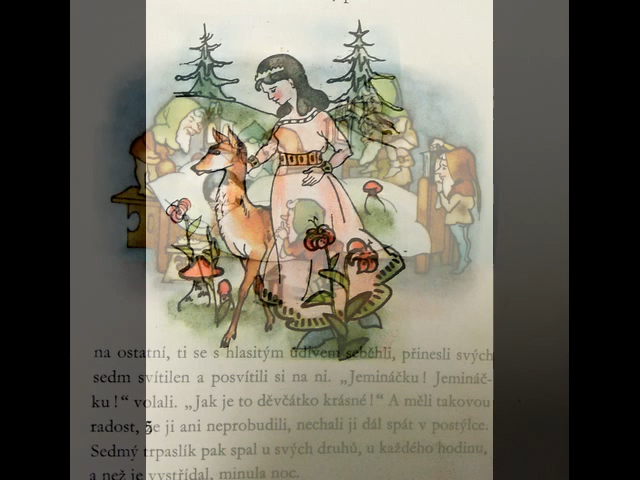 na ostatní, ti se s hlasitým údivem seběhli, přinesli svých
sedm svítilen a posvítili si na ni. „Jemináčku! Jemináč-
ku!“ volali. „Jak je to děvčátko krásné!“ A měli takovou
radost, že ji ani neprobudili, nechali ji dál spát v postýlce.
Sedmý trpaslík pak spal u svých druhů, u každého hodinu,
a než je vystřídal, minula noc.